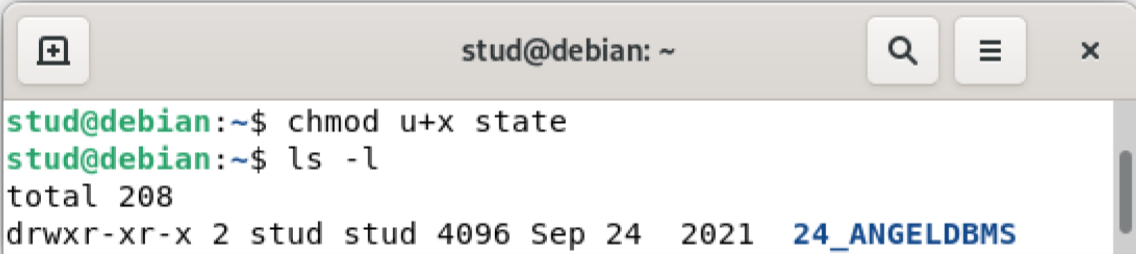 stud@debian: ~
stud@debian:~$ chmod u+x state
stud@debian:~$ ls -l
total 208
drwxr-xr-x 2 stud stud 4096 Sep 24  2021  24_ANGELDBMS